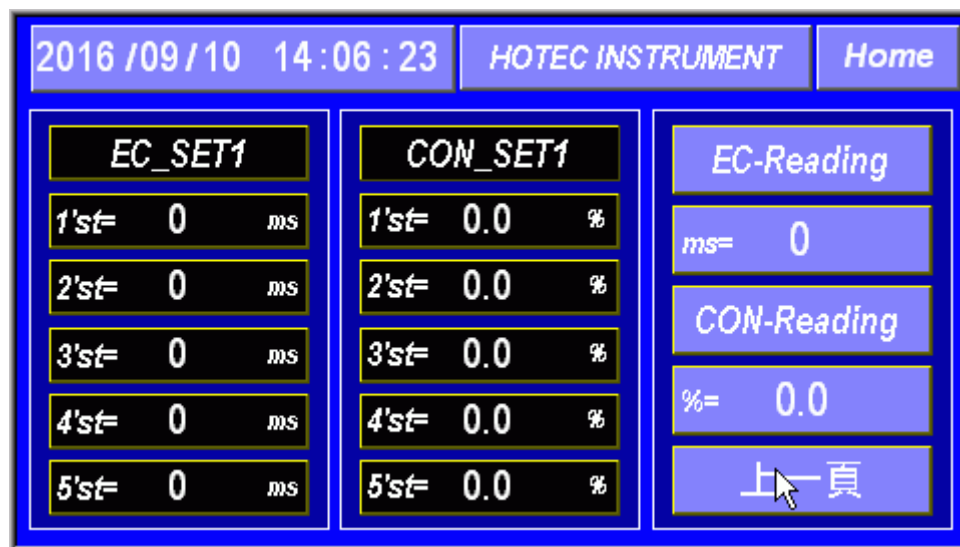 2016 /09/10 14:06:23 HOTEC INSTRUMENT Home
EC_SET1
1'st= 0 ms
2'st= 0 ms
3'st= 0 ms
4'st= 0 ms
5'st= 0 ms
CON_SET1
1'st= 0.0 %
2'st= 0.0 %
3'st= 0.0 %
4'st= 0.0 %
5'st= 0.0 %
EC-Reading
ms= 0
CON-Reading
%= 0.0
上一頁